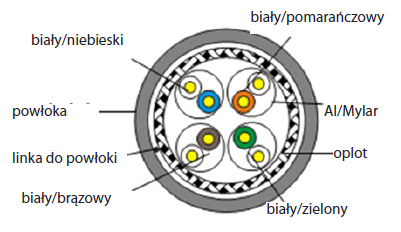 biały/pomarańczowy
biały/niebieski
powłoka
Al/Mylar
linka do powłoki
oplot
biały/brązowy
biały/zielony